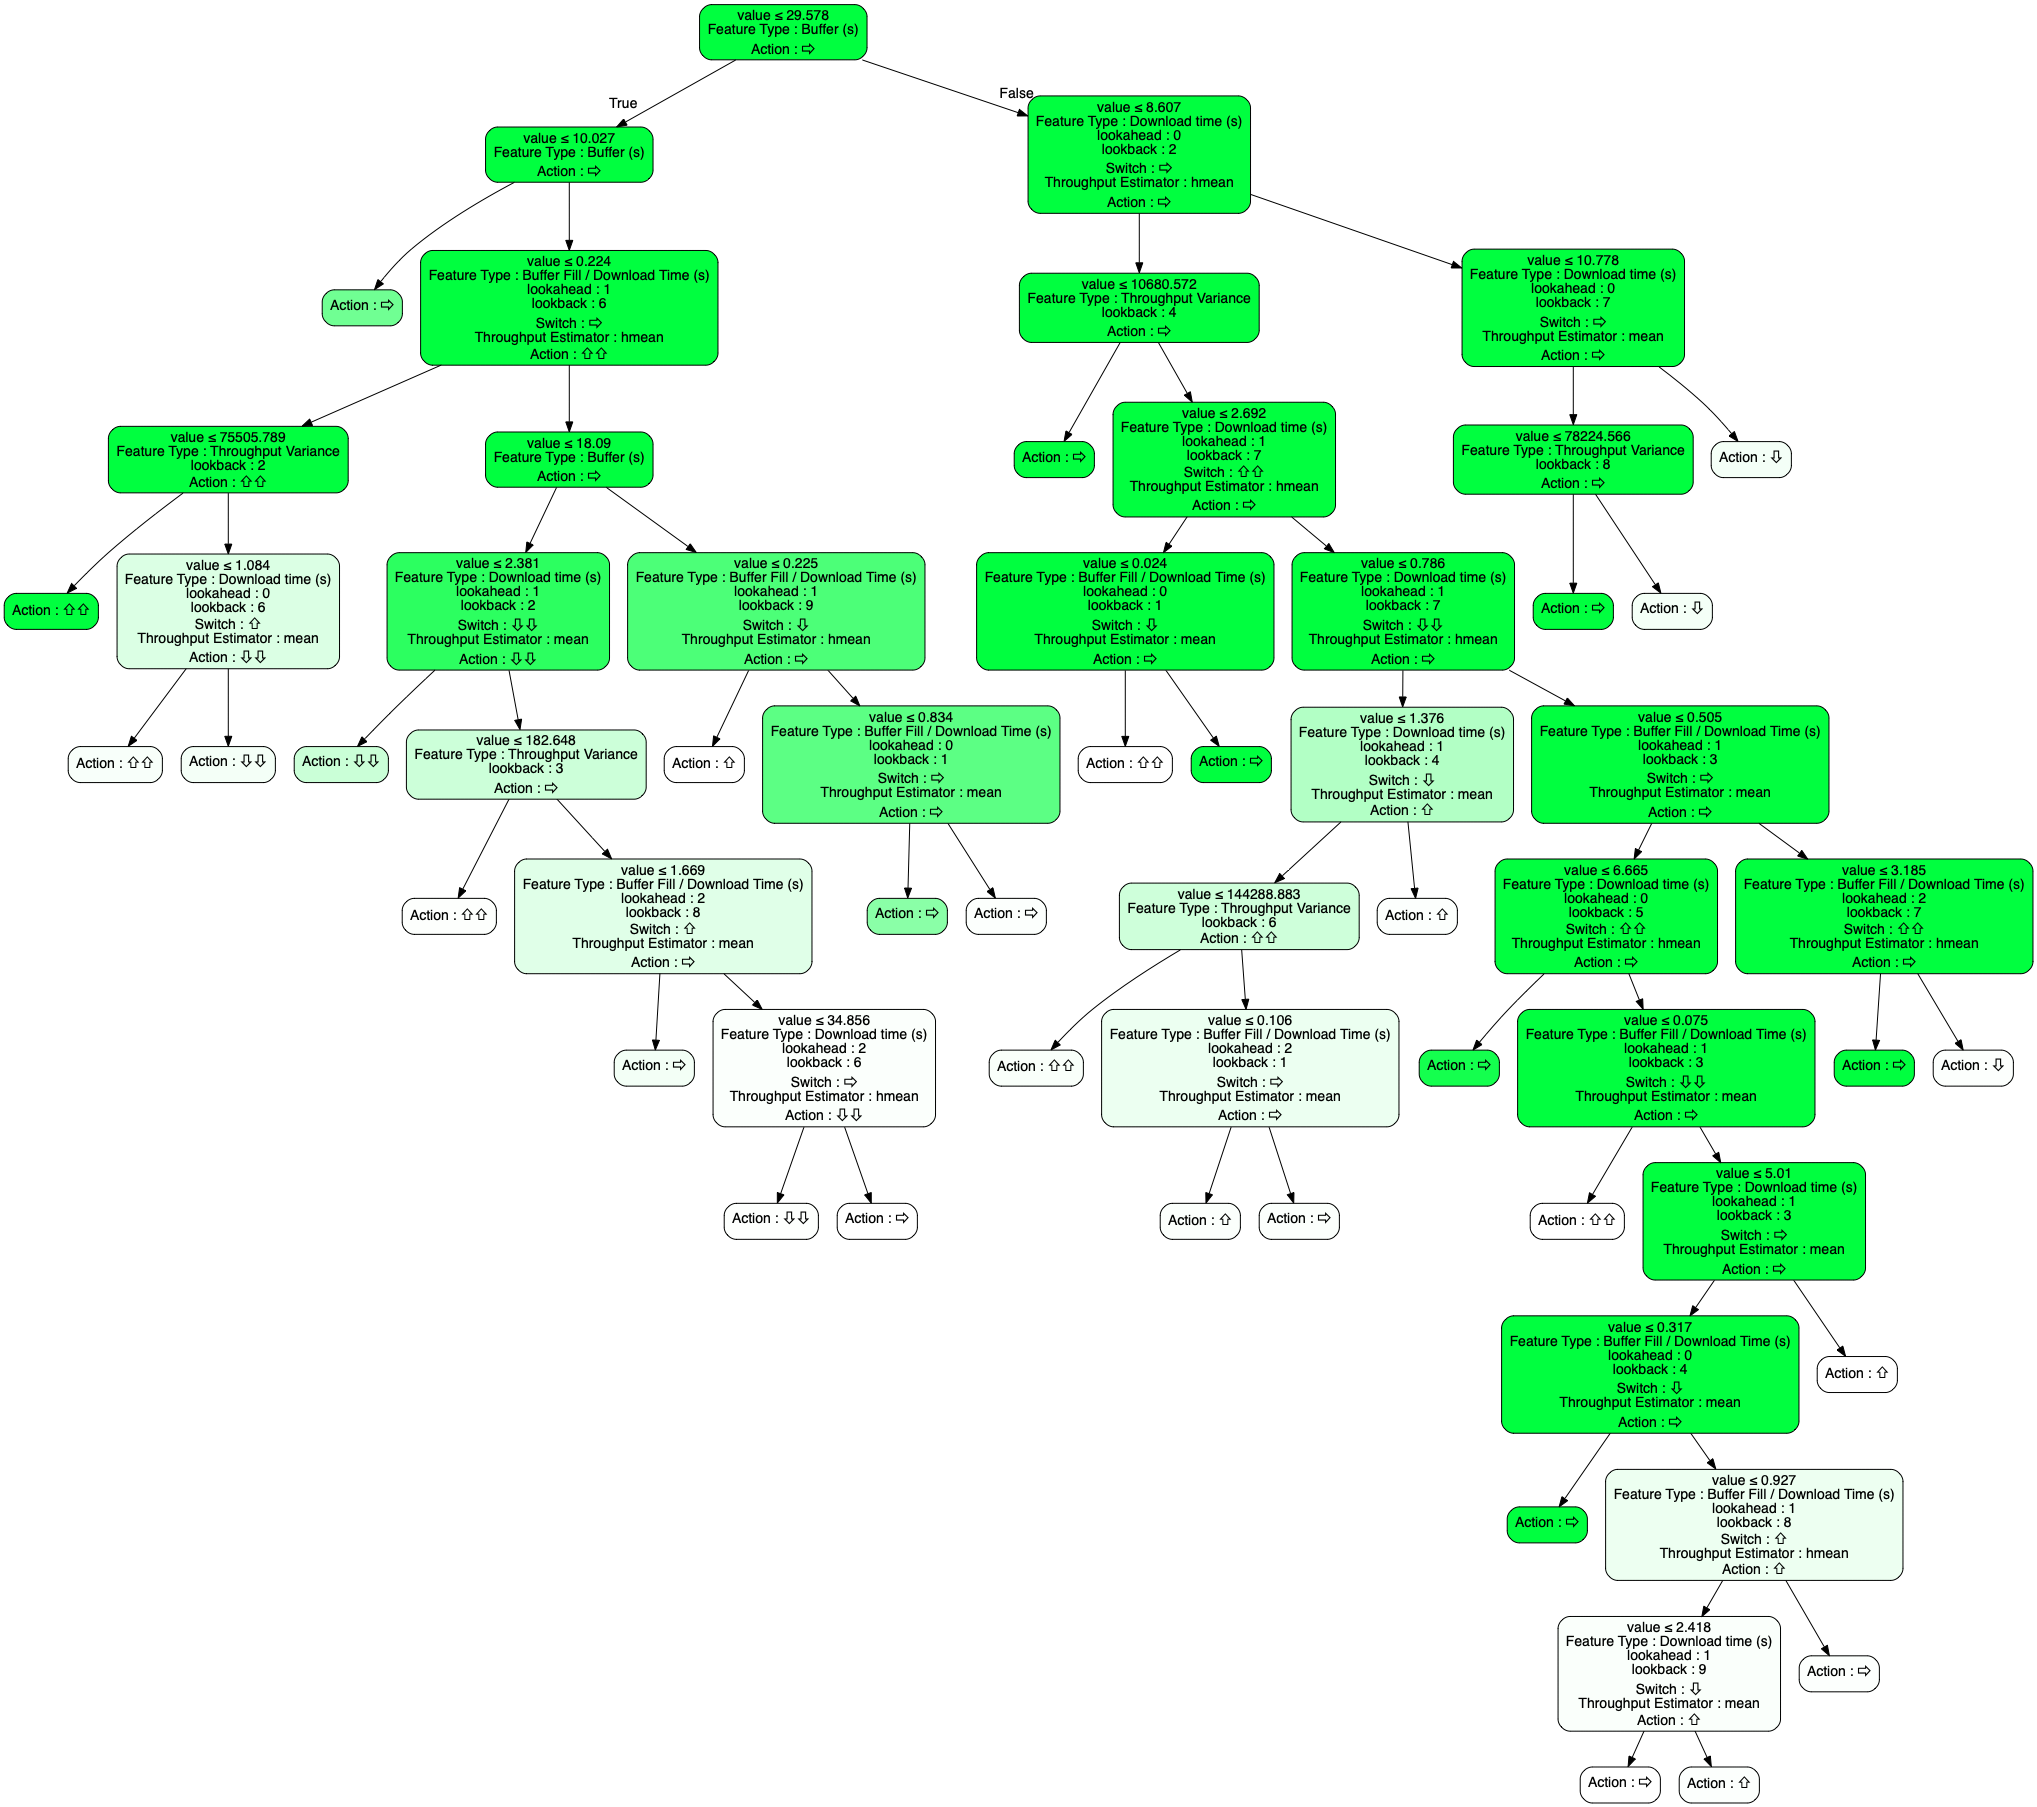 value ≤ 29.578
Feature Type : Buffer (s)
Action : ⇨
True
False
value ≤ 10.027
Feature Type : Buffer (s)
Action : ⇨
value ≤ 8.607
Feature Type : Download time (s)
lookahead : 0
lookback : 2
Switch : ⇨
Throughput Estimator : hmean
Action : ⇨
Action : ⇨
value ≤ 0.224
Feature Type : Buffer Fill / Download Time (s)
lookahead : 1
lookback : 6
Switch : ⇨
Throughput Estimator : hmean
Action : ⇧⇧
value ≤ 10680.572
Feature Type : Throughput Variance
lookback : 4
Action : ⇨
value ≤ 10.778
Feature Type : Download time (s)
lookahead : 0
lookback : 7
Switch : ⇨
Throughput Estimator : mean
Action : ⇨
value ≤ 75505.789
Feature Type : Throughput Variance
lookback : 2
Action : ⇧⇧
value ≤ 18.09
Feature Type : Buffer (s)
Action : ⇨
Action : ⇨
value ≤ 2.692
Feature Type : Download time (s)
lookahead : 1
lookback : 7
Switch : ⇧⇧
Throughput Estimator : hmean
Action : ⇨
value ≤ 78224.566
Feature Type : Throughput Variance
lookback : 8
Action : ⇨
Action : ⇩
Action : ⇧⇧
value ≤ 1.084
Feature Type : Download time (s)
lookahead : 0
lookback : 6
Switch : ⇧
Throughput Estimator : mean
Action : ⇩⇩
value ≤ 2.381
Feature Type : Download time (s)
lookahead : 1
lookback : 2
Switch : ⇩⇩
Throughput Estimator : mean
Action : ⇩⇩
value ≤ 0.225
Feature Type : Buffer Fill / Download Time (s)
lookahead : 1
lookback : 9
Switch : ⇩
Throughput Estimator : hmean
Action : ⇨
value ≤ 0.024
Feature Type : Buffer Fill / Download Time (s)
lookahead : 0
lookback : 1
Switch : ⇩
Throughput Estimator : mean
Action : ⇨
value ≤ 0.786
Feature Type : Download time (s)
lookahead : 1
lookback : 7
Switch : ⇩⇩
Throughput Estimator : hmean
Action : ⇨
Action : ⇨
Action : ⇩
Action : ⇧⇧
Action : ⇩⇩
Action : ⇩⇩
value ≤ 182.648
Feature Type : Throughput Variance
lookback : 3
Action : ⇨
Action : ⇧
value ≤ 0.834
Feature Type : Buffer Fill / Download Time (s)
lookahead : 0
lookback : 1
Switch : ⇨
Throughput Estimator : mean
Action : ⇨
Action : ⇧⇧
Action : ⇨
value ≤ 1.376
Feature Type : Download time (s)
lookahead : 1
lookback : 4
Switch : ⇩
Throughput Estimator : mean
Action : ⇧
value ≤ 0.505
Feature Type : Buffer Fill / Download Time (s)
lookahead : 1
lookback : 3
Switch : ⇨
Throughput Estimator : mean
Action : ⇨
Action : ⇧⇧
value ≤ 1.669
Feature Type : Buffer Fill / Download Time (s)
lookahead : 2
lookback : 8
Switch : ⇧
Throughput Estimator : mean
Action : ⇨
Action : ⇨
Action : ⇨
value ≤ 144288.883
Feature Type : Throughput Variance
lookback : 6
Action : ⇧⇧
Action : ⇧
value ≤ 6.665
Feature Type : Download time (s)
lookahead : 0
lookback : 5
Switch : ⇧⇧
Throughput Estimator : hmean
Action : ⇨
value ≤ 3.185
Feature Type : Buffer Fill / Download Time (s)
lookahead : 2
lookback : 7
Switch : ⇧⇧
Throughput Estimator : hmean
Action : ⇨
Action : ⇨
value ≤ 34.856
Feature Type : Download time (s)
lookahead : 2
lookback : 6
Switch : ⇨
Throughput Estimator : hmean
Action : ⇩⇩
Action : ⇧⇧
value ≤ 0.106
Feature Type : Buffer Fill / Download Time (s)
lookahead : 2
lookback : 1
Switch : ⇨
Throughput Estimator : mean
Action : ⇨
Action : ⇨
value ≤ 0.075
Feature Type : Buffer Fill / Download Time (s)
lookahead : 1
lookback : 3
Switch : ⇩⇩
Throughput Estimator : mean
Action : ⇨
Action : ⇨
Action : ⇩
Action : ⇩⇩
Action : ⇨
Action : ⇧
Action : ⇨
Action : ⇧⇧
value ≤ 5.01
Feature Type : Download time (s)
lookahead : 1
lookback : 3
Switch : ⇨
Throughput Estimator : mean
Action : ⇨
value ≤ 0.317
Feature Type : Buffer Fill / Download Time (s)
lookahead : 0
lookback : 4
Switch : ⇩
Throughput Estimator : mean
Action : ⇨
Action : ⇧
Action : ⇨
value ≤ 0.927
Feature Type : Buffer Fill / Download Time (s)
lookahead : 1
lookback : 8
Switch : ⇧
Throughput Estimator : hmean
Action : ⇧
value ≤ 2.418
Feature Type : Download time (s)
lookahead : 1
lookback : 9
Switch : ⇩
Throughput Estimator : mean
Action : ⇧
Action : ⇨
Action : ⇨
Action : ⇧